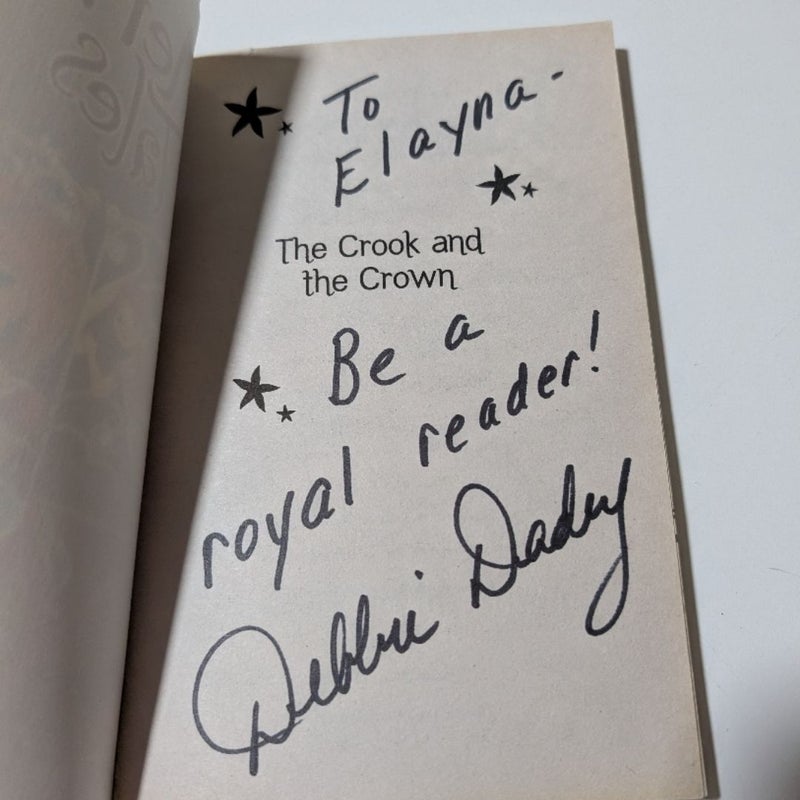 To
Elayna-
The Crook and
the Crown
Be a
royal reader!
Debbie Dadey